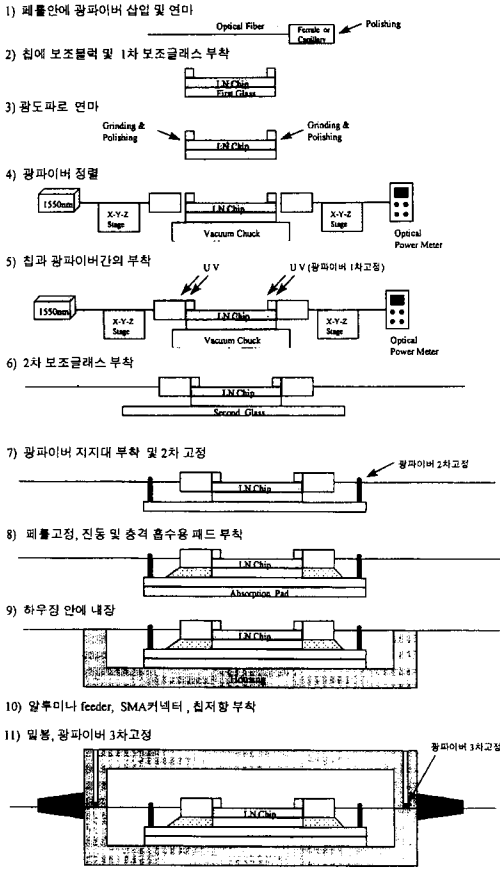 1) 페룰안에 광파이버 삽입 및 연마
Optical Fiber
Ferrule or
Capillary
Polishing
2) 칩에 보조블럭 및 1차 보조글래스 부착
LN Chip
First Glass
3) 광도파로 연마
Grinding &
Polishing
Grinding &
Polishing
LN Chip
4) 광파이버 정렬
1550nm
X-Y-Z
Stage
LN Chip
Vacuum Chuck
X-Y-Z
Stage
Optical
Power Meter
5) 칩과 광파이버간의 부착
UV
UV (광파이버 1차고정)
1550nm
X-Y-Z
Stage
LN Chip
Vacuum Chuck
X-Y-Z
Stage
Optical
Power Meter
6) 2차 보조글래스 부착
LN Chip
Second Glass
7) 광파이버 지지대 부착 및 2차 고정
광파이버 2차고정
LN Chip
8) 페룰고정, 진동 및 충격 흡수용 패드 부착
LN Chip
Absorption Pad
9) 하우징 안에 내장
LN Chip
Housing
10) 알루미나 feeder, SMA커넥터 , 칩저항 부착
11) 밀봉, 광파이버 3차고정
광파이버 3차고정
LN Chip